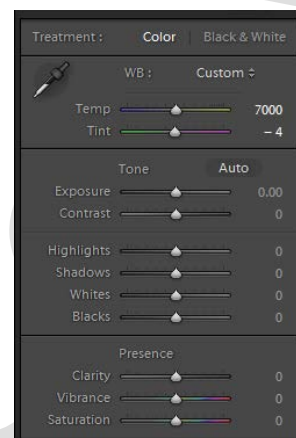 Treatment : Color Black & White
WB : Custom
Temp 7000
Tint – 4
Tone Auto
Exposure 0.00
Contrast 0
Highlights 0
Shadows 0
Whites 0
Blacks 0
Presence
Clarity 0
Vibrance 0
Saturation 0